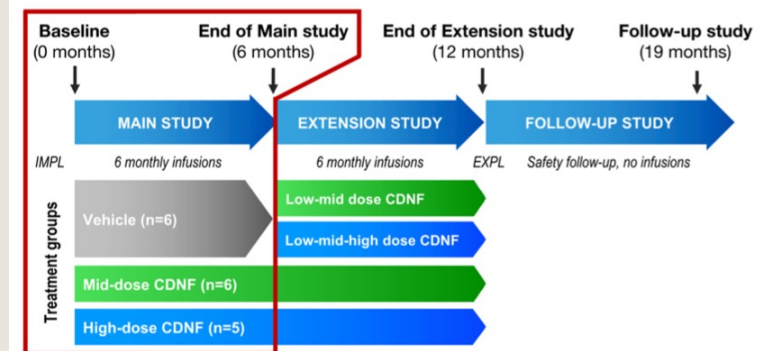 Baseline
(0 months)
End of Main study
(6 months)
End of Extension study
(12 months)
Follow-up study
(19 months)
MAIN STUDY
EXTENSION STUDY
FOLLOW-UP STUDY
IMPL
6 monthly infusions
6 monthly infusions
EXPL
Safety follow-up, no infusions
Treatment groups
Vehicle (n=6)
Low-mid dose CDNF
Low-mid-high dose CDNF
Mid-dose CDNF (n=6)
High-dose CDNF (n=5)